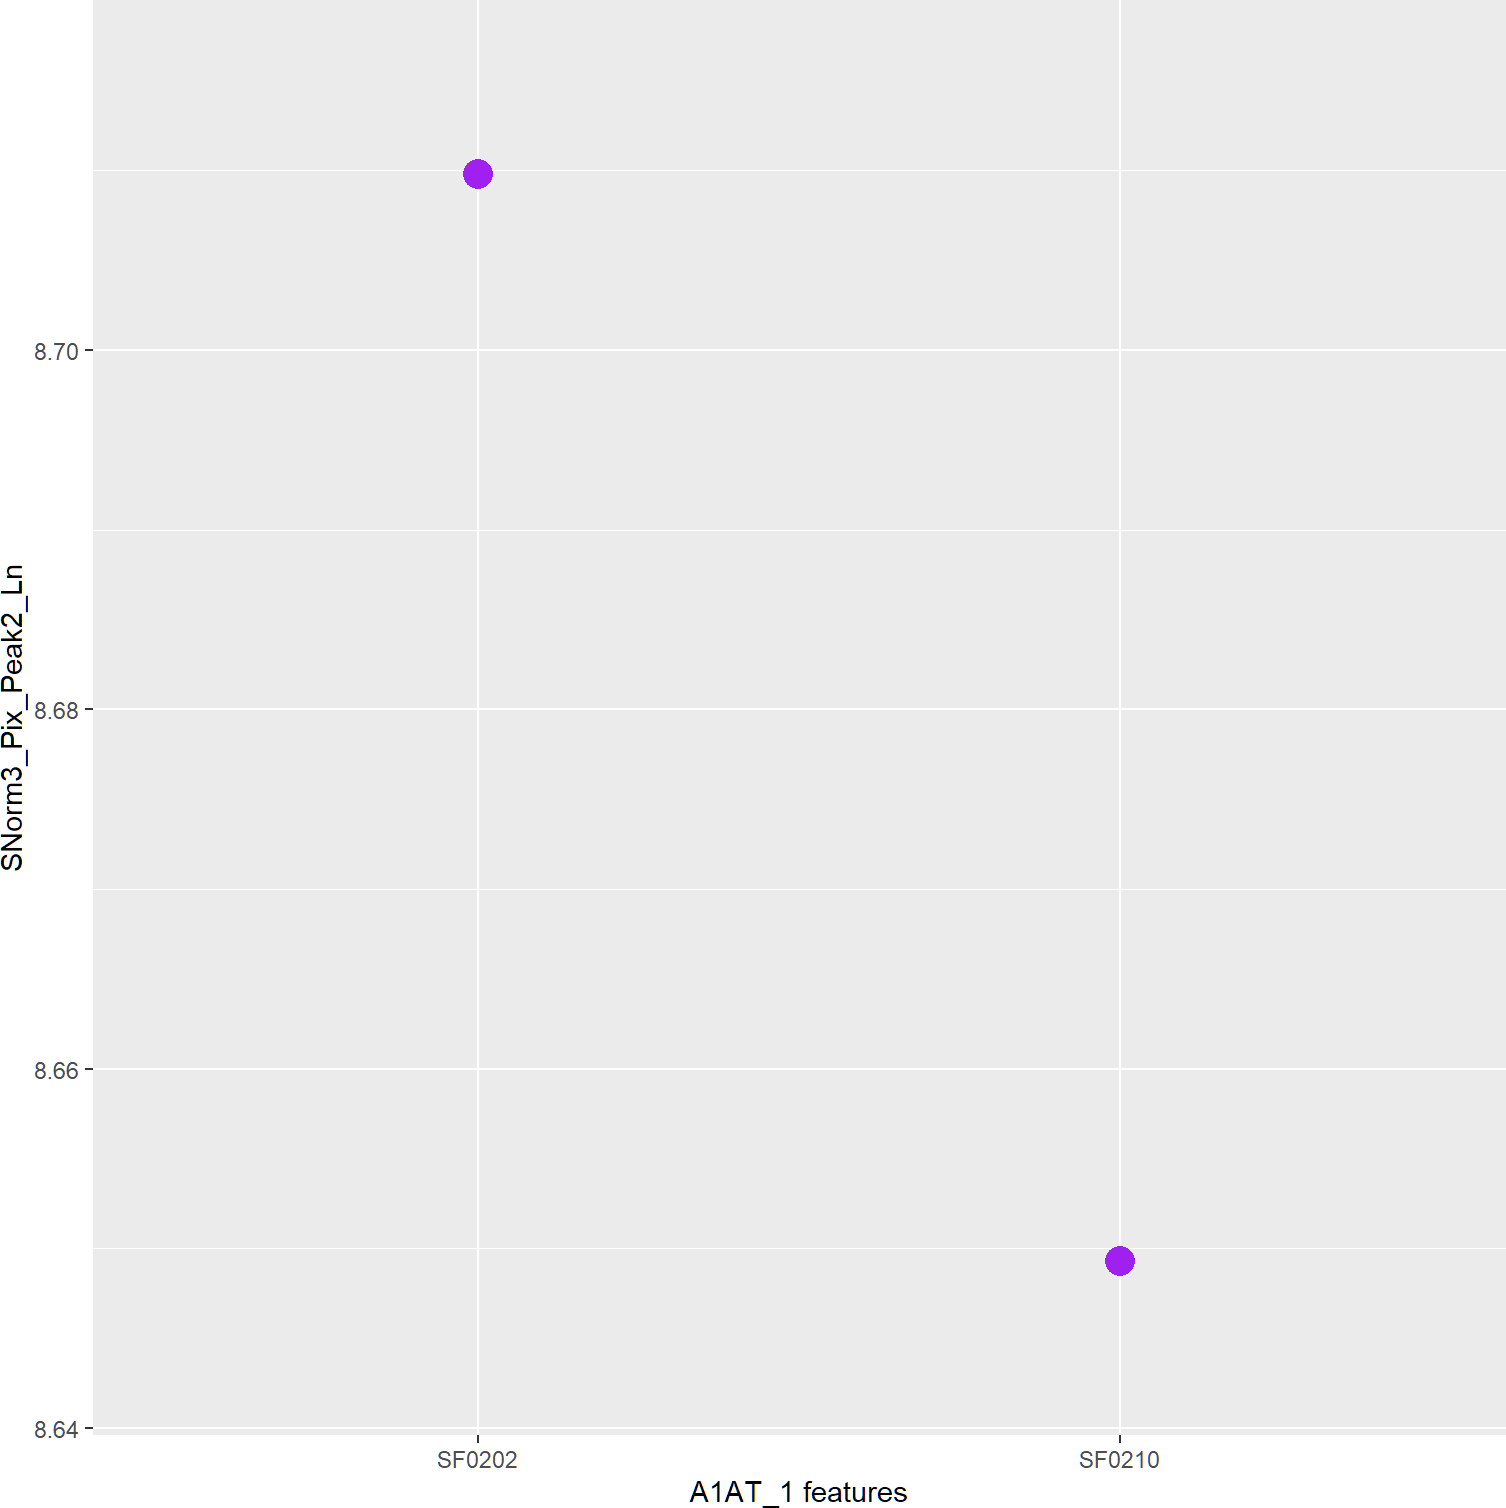 SNorm3_Pix_Peak2_Ln
8.70
8.68
8.66
8.64
SF0202
SF0210
A1AT_1 features